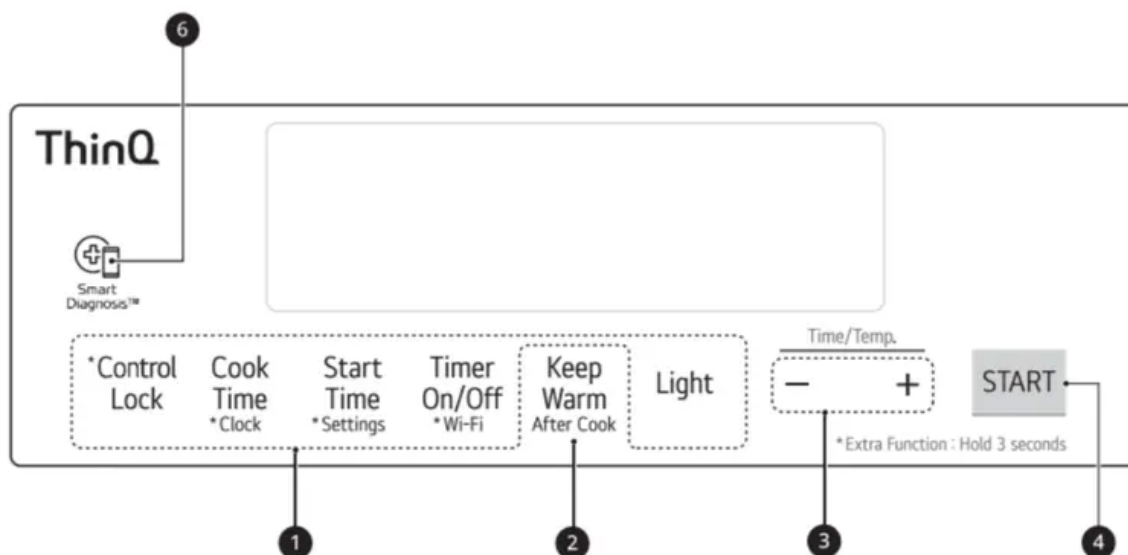 6
ThinQ
Smart
Diagnosis™
*Control
Lock
Cook
Time
*Clock
Start
Time
*Settings
Timer
On/Off
*Wi-Fi
Keep
Warm
After Cook
Light
Time/Temp.
− +
START
*Extra Function : Hold 3 seconds
1 2 3 4